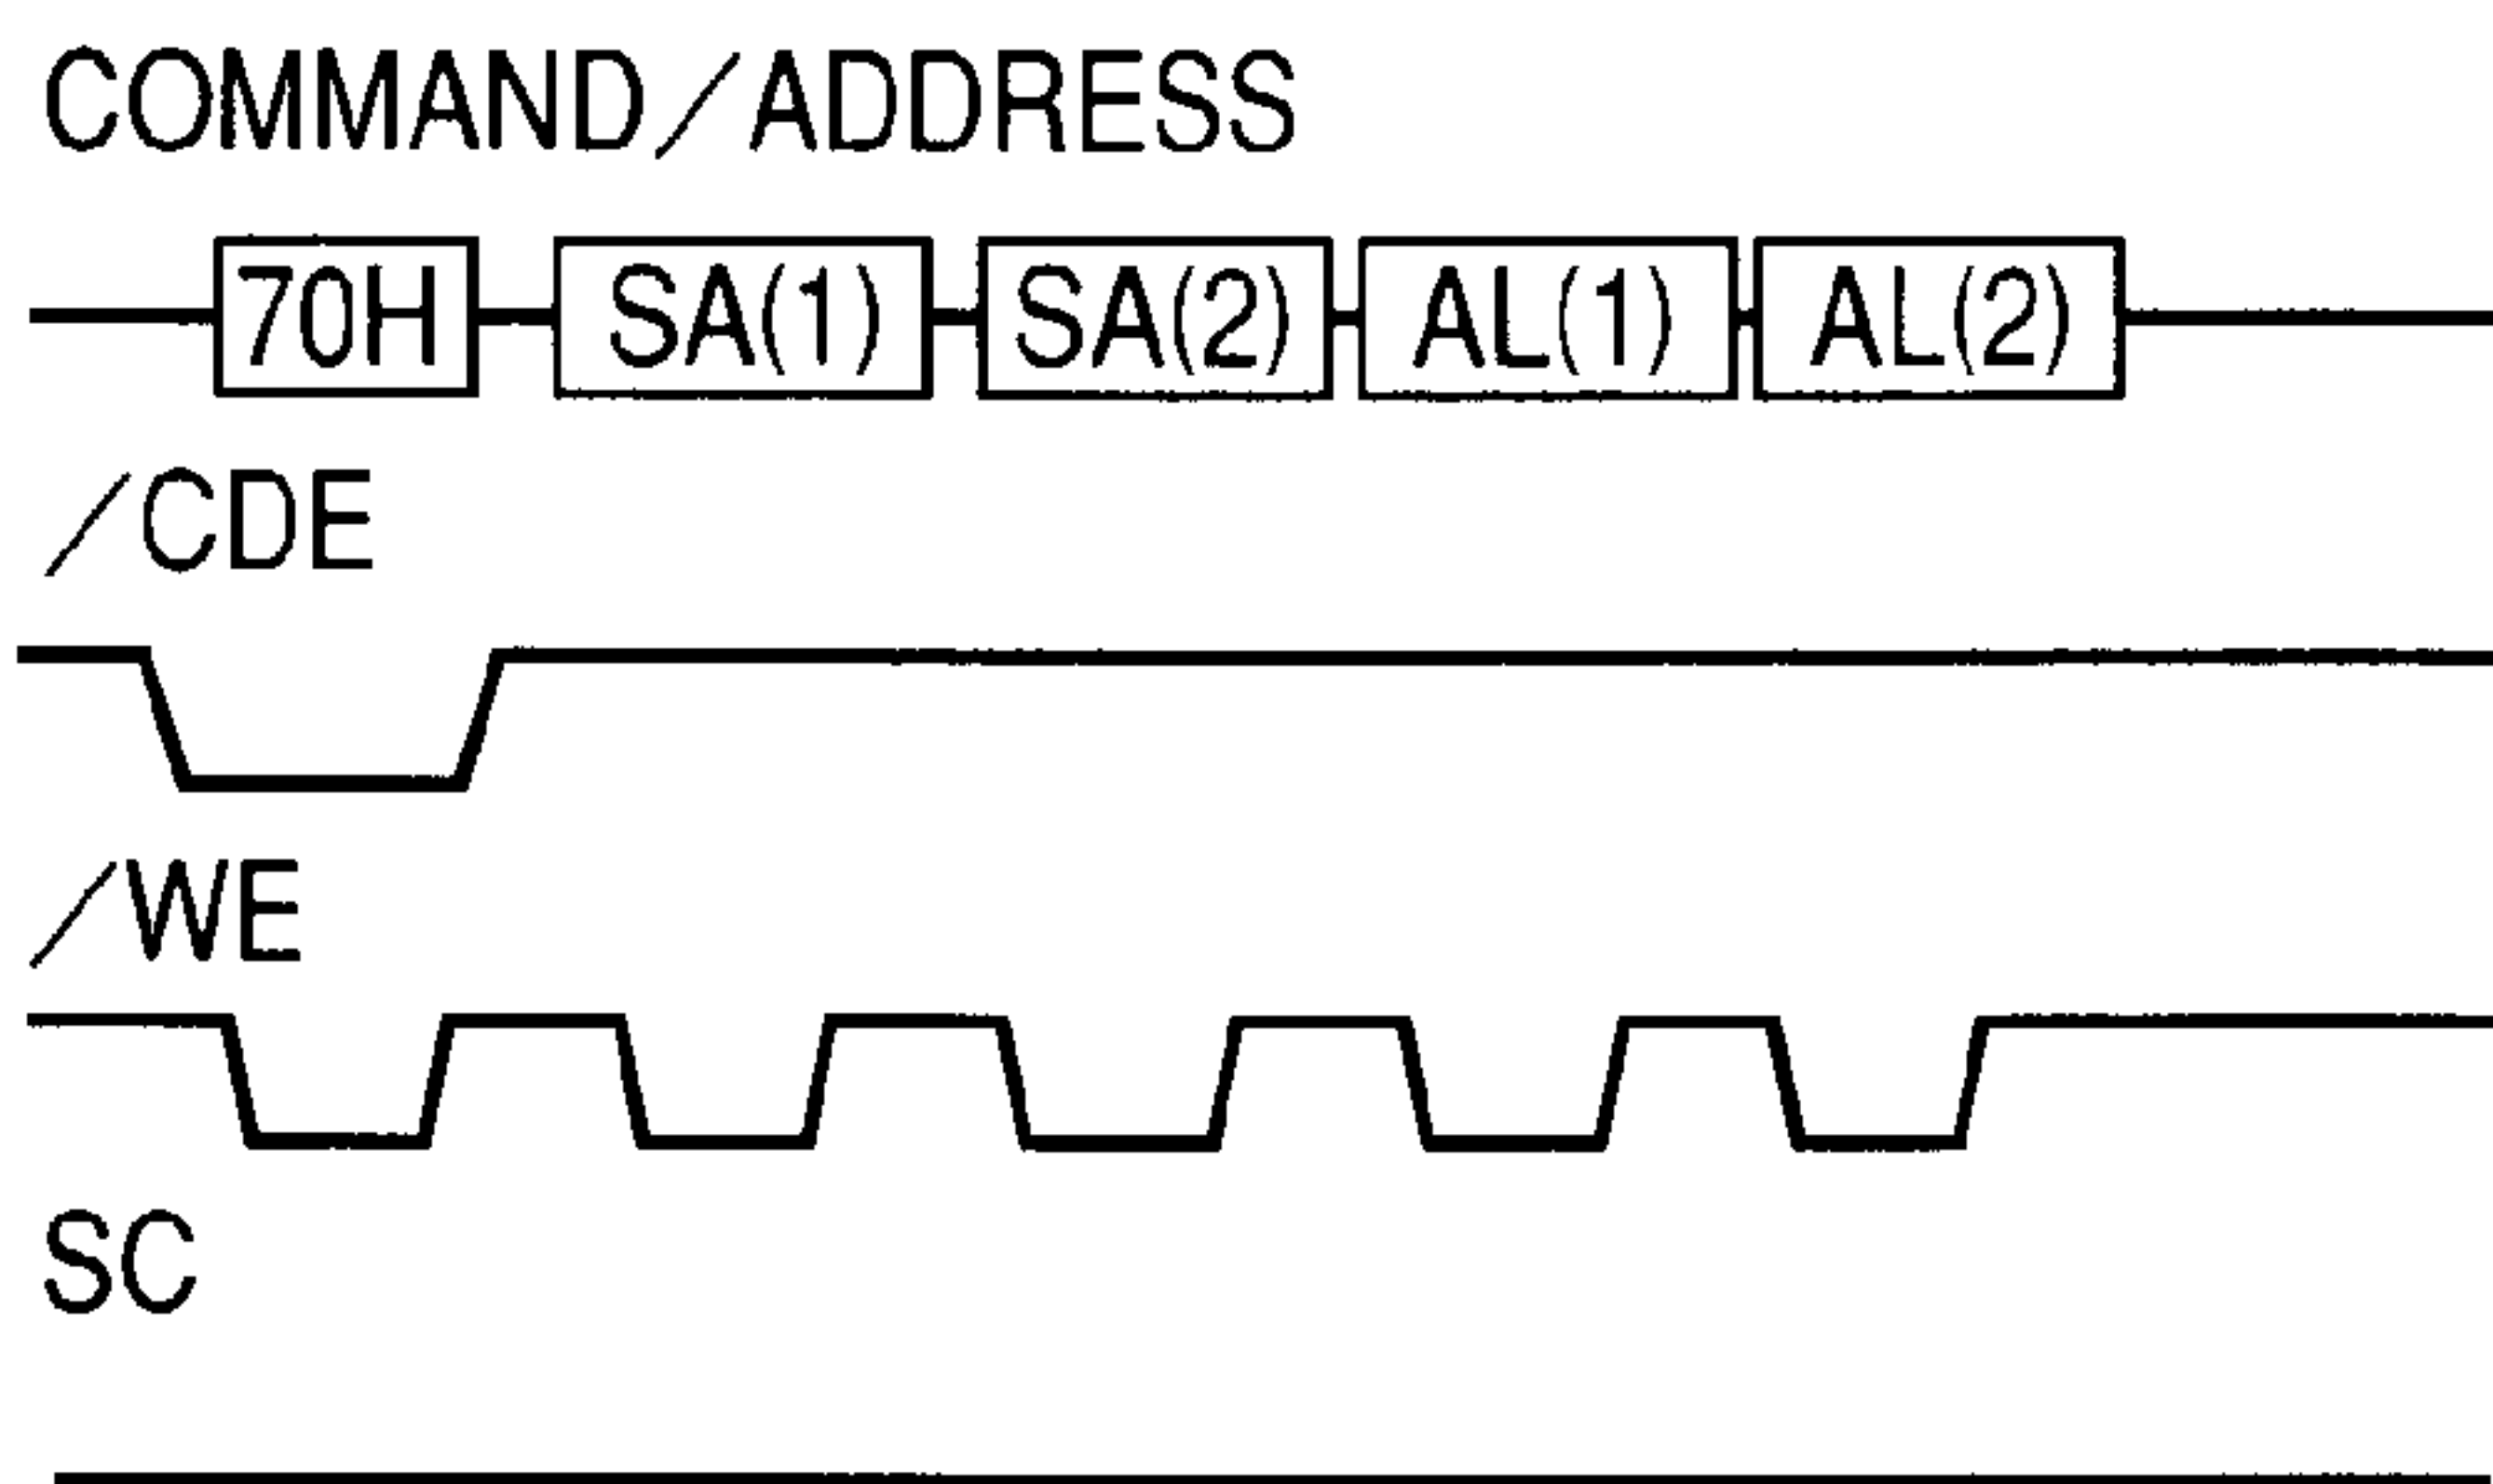 COMMAND/ADDRESS
70H SA(1) SA(2) AL(1) AL(2)
/CDE
/WE
SC